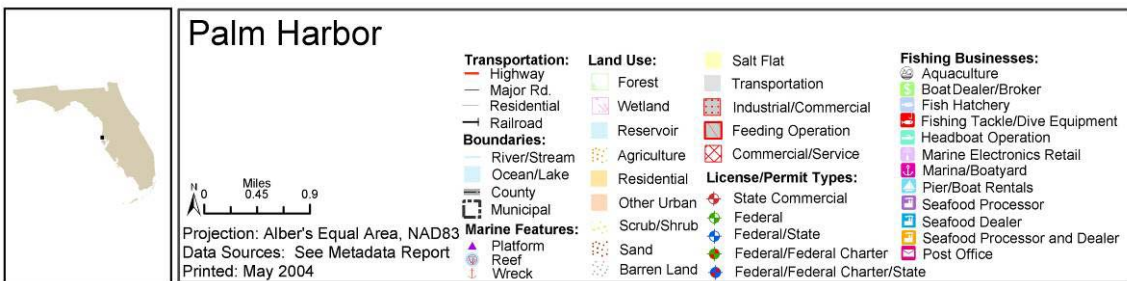 Palm Harbor
N
Miles
0 0.45 0.9
Projection: Alber's Equal Area, NAD83
Data Sources: See Metadata Report
Printed: May 2004
Transportation:
Highway
Major Rd.
Residential
Railroad
Boundaries:
River/Stream
Ocean/Lake
County
Municipal
Marine Features:
Platform
Reef
Wreck
Land Use:
Forest
Wetland
Reservoir
Agriculture
Residential
Other Urban
Scrub/Shrub
Sand
Barren Land
Salt Flat
Transportation
Industrial/Commercial
Feeding Operation
Commercial/Service
License/Permit Types:
State Commercial
Federal
Federal/State
Federal/Federal Charter
Federal/Federal Charter/State
Fishing Businesses:
Aquaculture
Boat Dealer/Broker
Fish Hatchery
Fishing Tackle/Dive Equipment
Headboat Operation
Marine Electronics Retail
Marina/Boatyard
Pier/Boat Rentals
Seafood Processor
Seafood Dealer
Seafood Processor and Dealer
Post Office